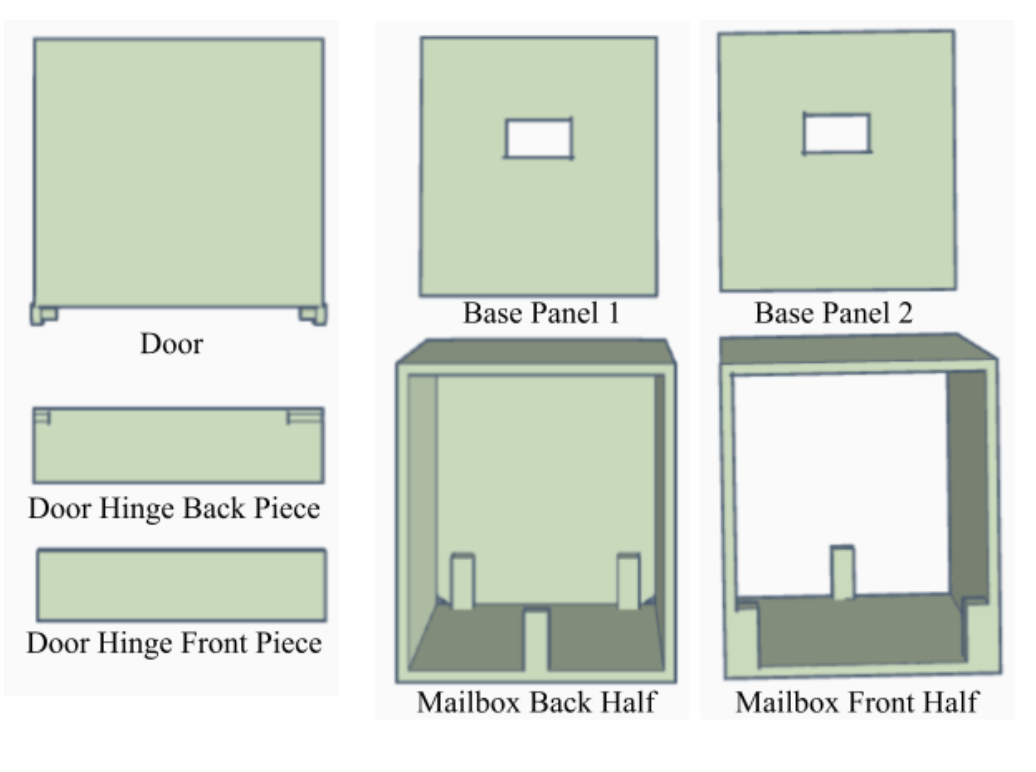 Base Panel 1
Base Panel 2
Door
Door Hinge Back Piece
Door Hinge Front Piece
Mailbox Back Half
Mailbox Front Half